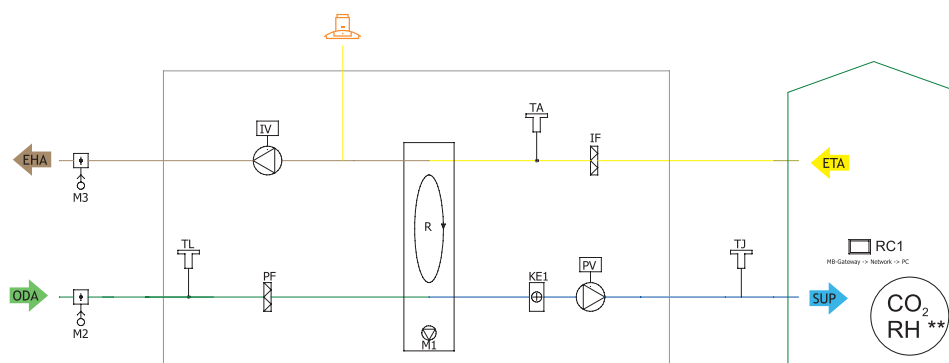 TA
IV
IF
EHA
ETA
M3
R
TL
TJ
RC1
MB-Gateway -> Network -> PC
PF
KE1
PV
ODA
SUP
CO2
RH **
M2
M1